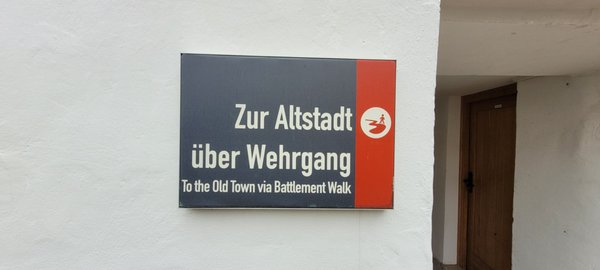 Zur Altstadt
über Wehrgang
To the Old Town via Battlement Walk